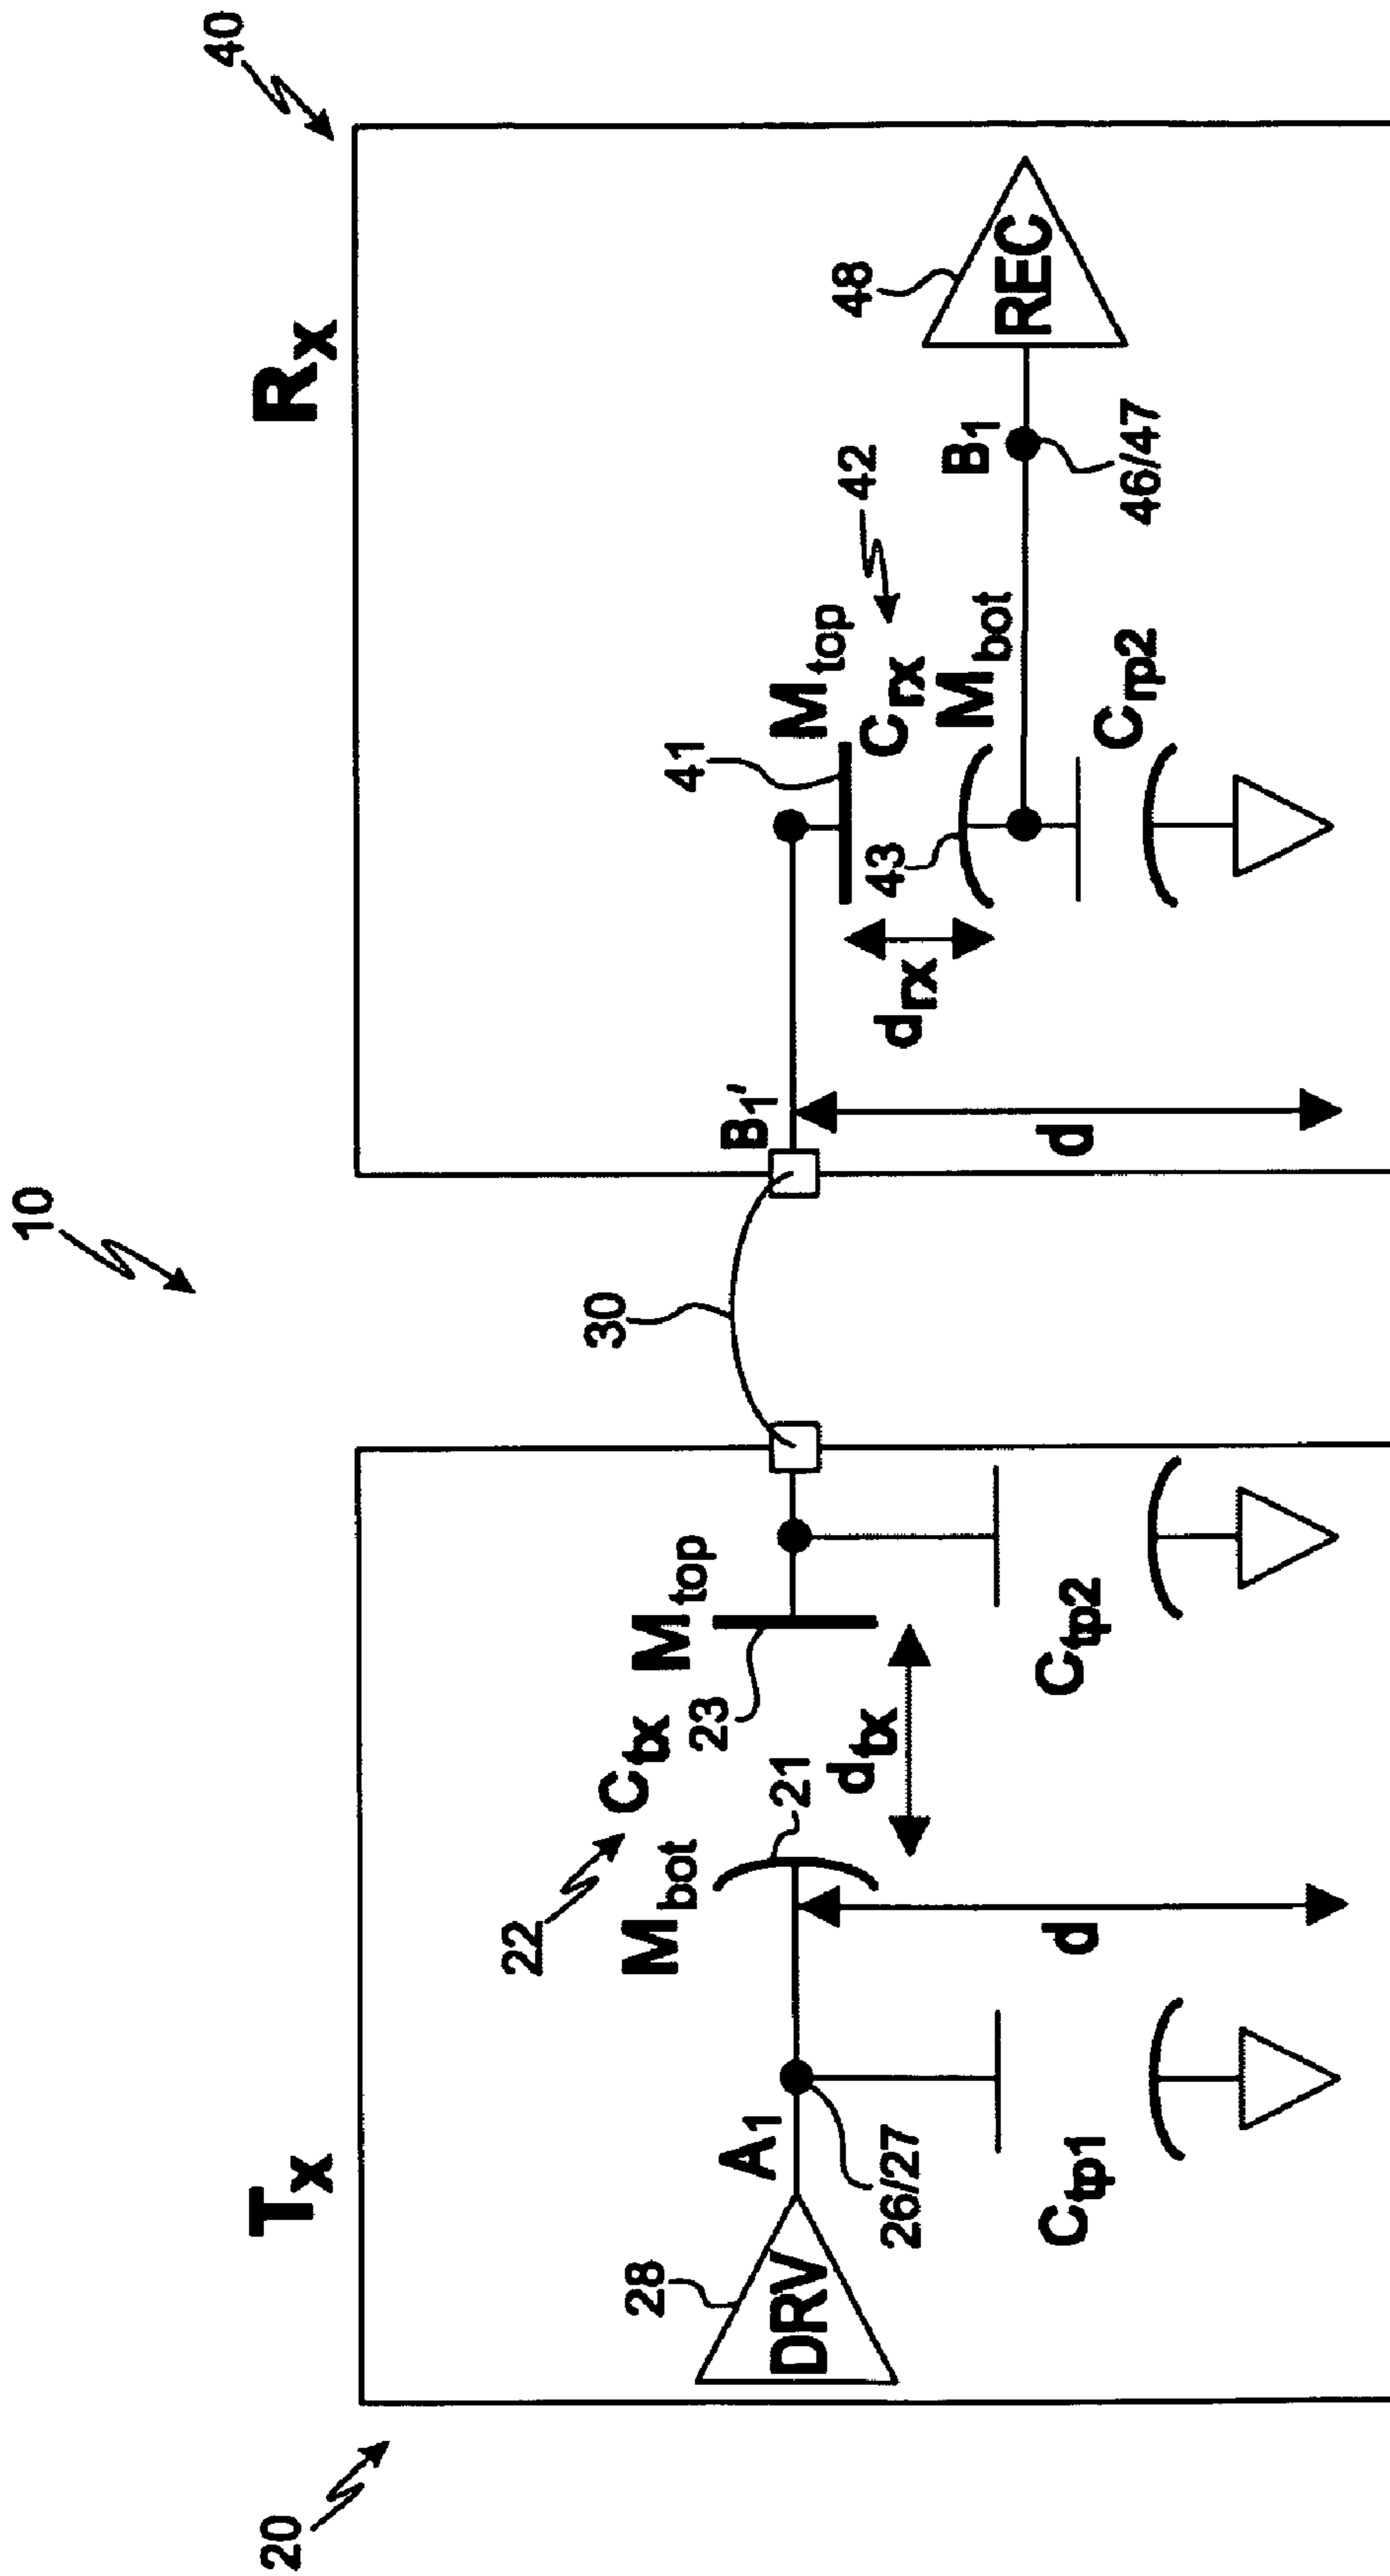 10
20
40
Tx
Rx
28
DRV
A1
26/27
Ctp1
22
Ctx
Mbot
21
23
Mtop
dtx
d
Ctp2
30
B1'
d
drx
41
Mtop
Crx
42
43
Mbot
Crp2
B1
46/47
48
REC